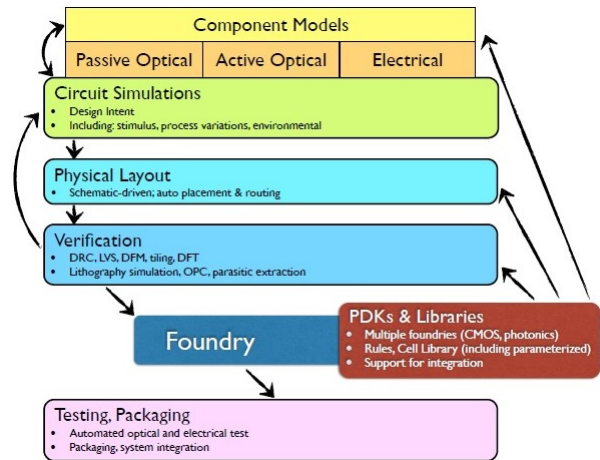 Component Models
Passive Optical
Active Optical
Electrical
Circuit Simulations
• Design Intent
• Including: stimulus, process variations, environmental
Physical Layout
• Schematic-driven; auto placement & routing
Verification
• DRC, LVS, DFM, tiling, DFT
• Lithography simulation, OPC, parasitic extraction
Foundry
PDKs & Libraries
• Multiple foundries (CMOS, photonics)
• Rules, Cell Library (including parameterized)
• Support for integration
Testing, Packaging
• Automated optical and electrical test
• Packaging, system integration